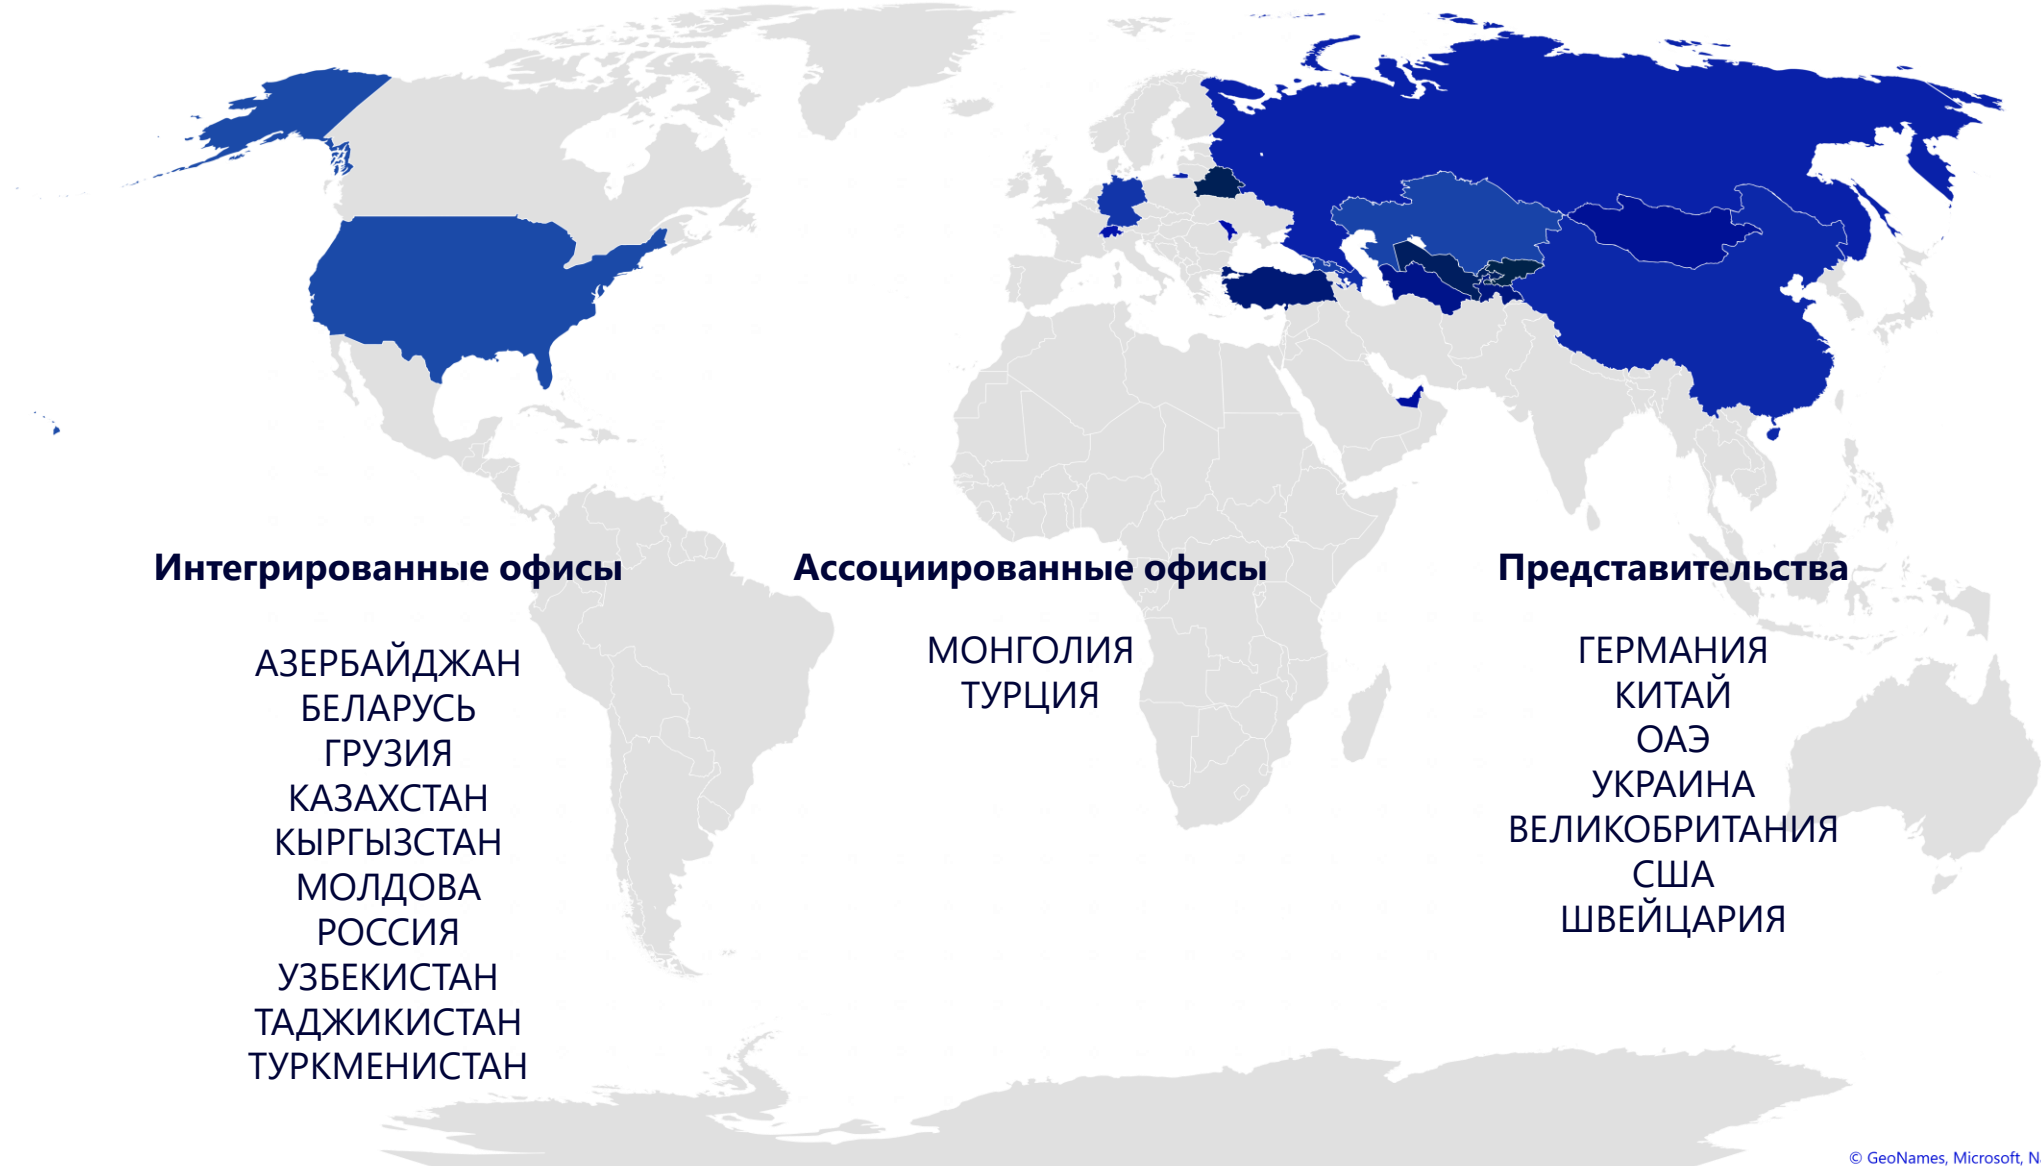 Интегрированные офисы
АЗЕРБАЙДЖАН
БЕЛАРУСЬ
ГРУЗИЯ
КАЗАХСТАН
КЫРГЫЗСТАН
МОЛДОВА
РОССИЯ
УЗБЕКИСТАН
ТАДЖИКИСТАН
ТУРКМЕНИСТАН
Ассоциированные офисы
МОНГОЛИЯ
ТУРЦИЯ
Представительства
ГЕРМАНИЯ
КИТАЙ
ОАЭ
УКРАИНА
ВЕЛИКОБРИТАНИЯ
США
ШВЕЙЦАРИЯ
© GeoNames, Microsoft, N